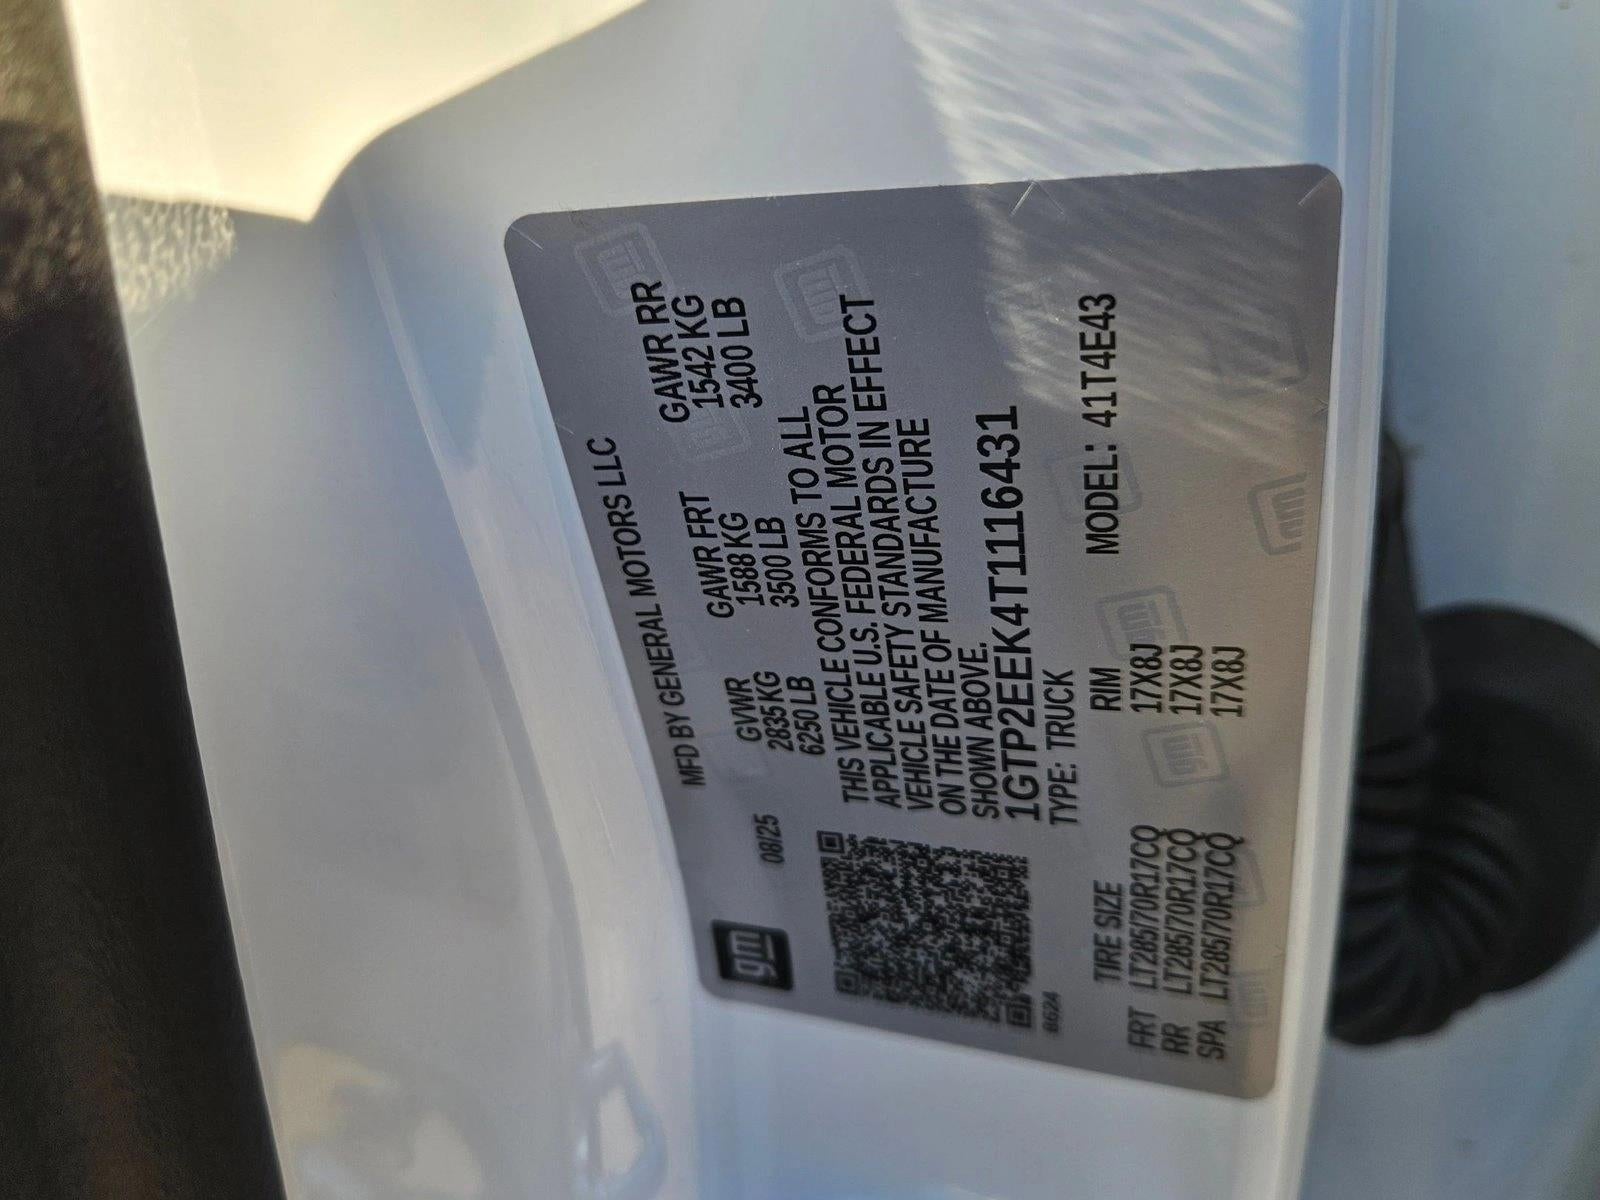 gm
08/25
MFD BY GENERAL MOTORS LLC
GVWR GAWR FRT GAWR RR
2835 KG 1588 KG 1542 KG
6250 LB 3500 LB 3400 LB
THIS VEHICLE CONFORMS TO ALL
APPLICABLE U.S. FEDERAL MOTOR
VEHICLE SAFETY STANDARDS IN EFFECT
ON THE DATE OF MANUFACTURE
SHOWN ABOVE.
1GTP2EEK4T1116431
TYPE: TRUCK
8624
MODEL: 41T4E43
TIRE SIZE RIM
FRT LT285/70R17CQ 17X8J
RR LT285/70R17CQ 17X8J
SPA LT285/70R17CQ 17X8J